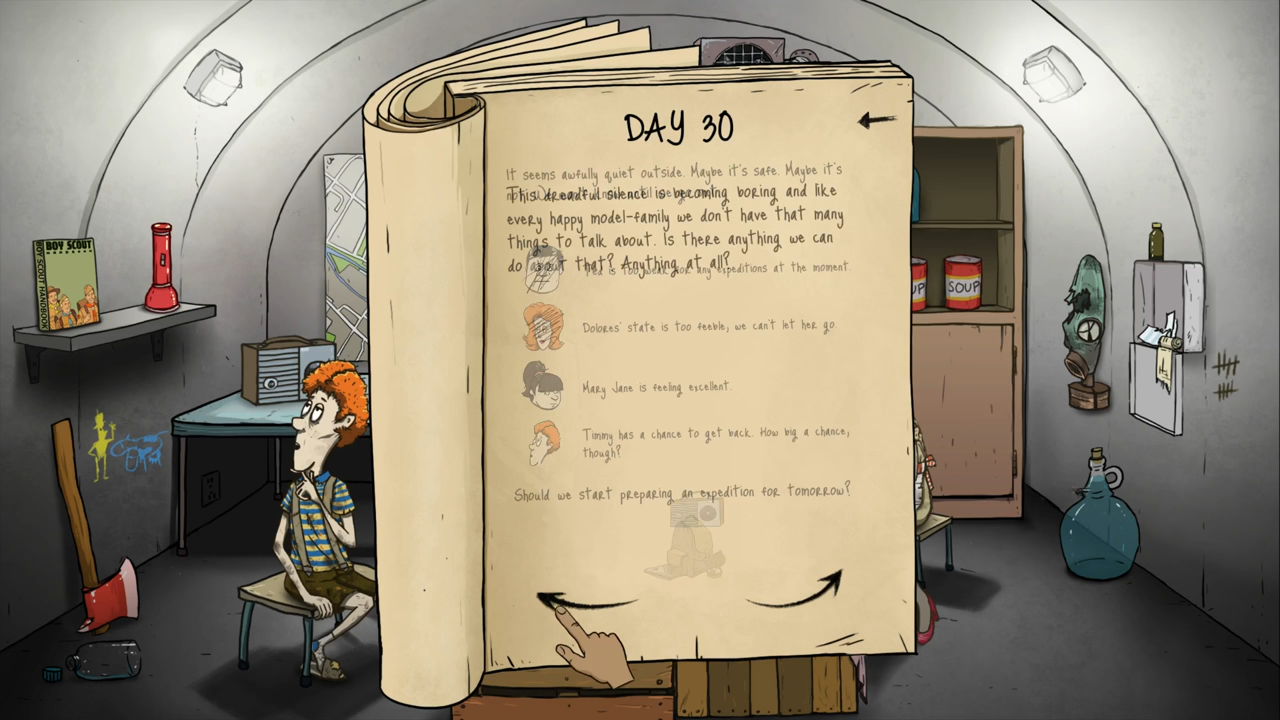 DAY 30
It seems awfully quiet outside. Maybe it's safe. Maybe it's
This dreadful silence is becoming boring and like
every happy model-family we don't have that many
things to talk about. Is there anything we can
do about that? Anything at all?
Ted is too weak for any expeditions at the moment.
Dolores' state is too feeble, we can't let her go.
Mary Jane is feeling excellent.
Timmy has a chance to get back. How big a chance,
though?
Should we start preparing an expedition for tomorrow?
BOY SCOUT
BOY SCOUT HANDBOOK
UP
SOUP